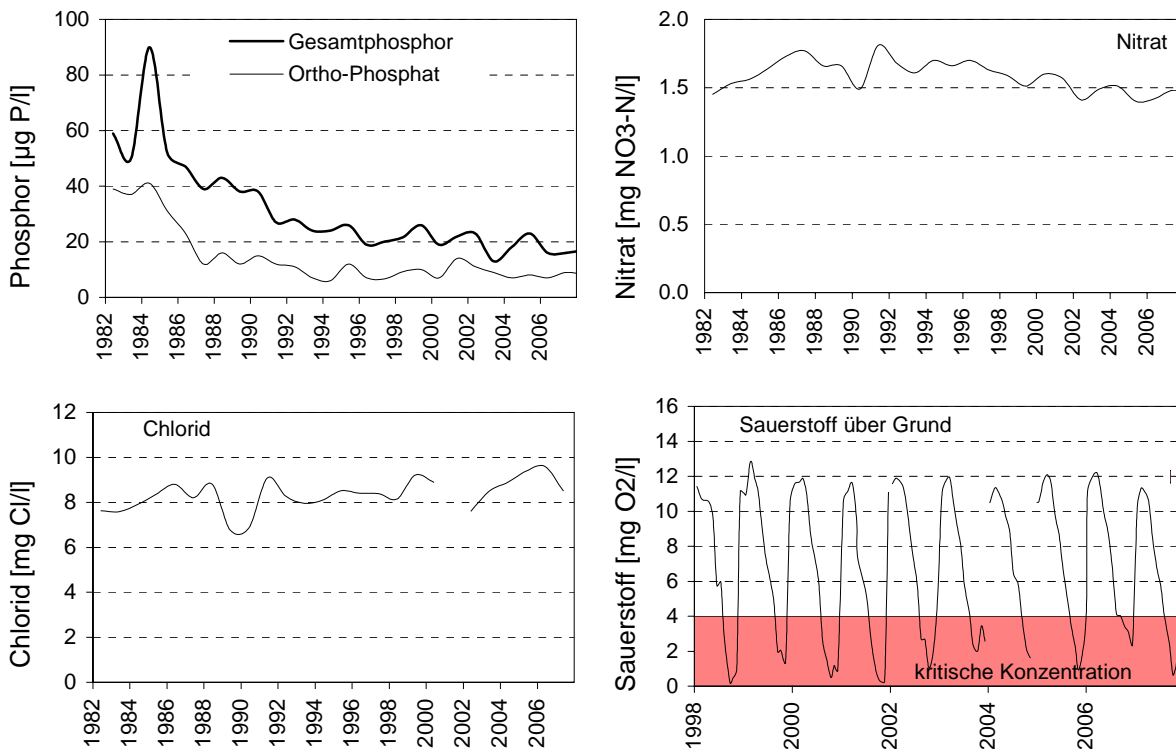 Phosphor [µg P/l]
100
80
60
40
20
0
Gesamtphosphor
Ortho-Phosphat
1982 1984 1986 1988 1990 1992 1994 1996 1998 2000 2002 2004 2006
Nitrat [mg NO3-N/l]
2.0
1.5
1.0
0.5
0.0
Nitrat
1982 1984 1986 1988 1990 1992 1994 1996 1998 2000 2002 2004 2006
Chlorid [mg Cl/l]
12
10
8
6
4
2
0
Chlorid
1982 1984 1986 1988 1990 1992 1994 1996 1998 2000 2002 2004 2006
Sauerstoff [mg O2/l]
16
14
12
10
8
6
4
2
0
Sauerstoff über Grund
kritische Konzentration
1998 2000 2002 2004 2006